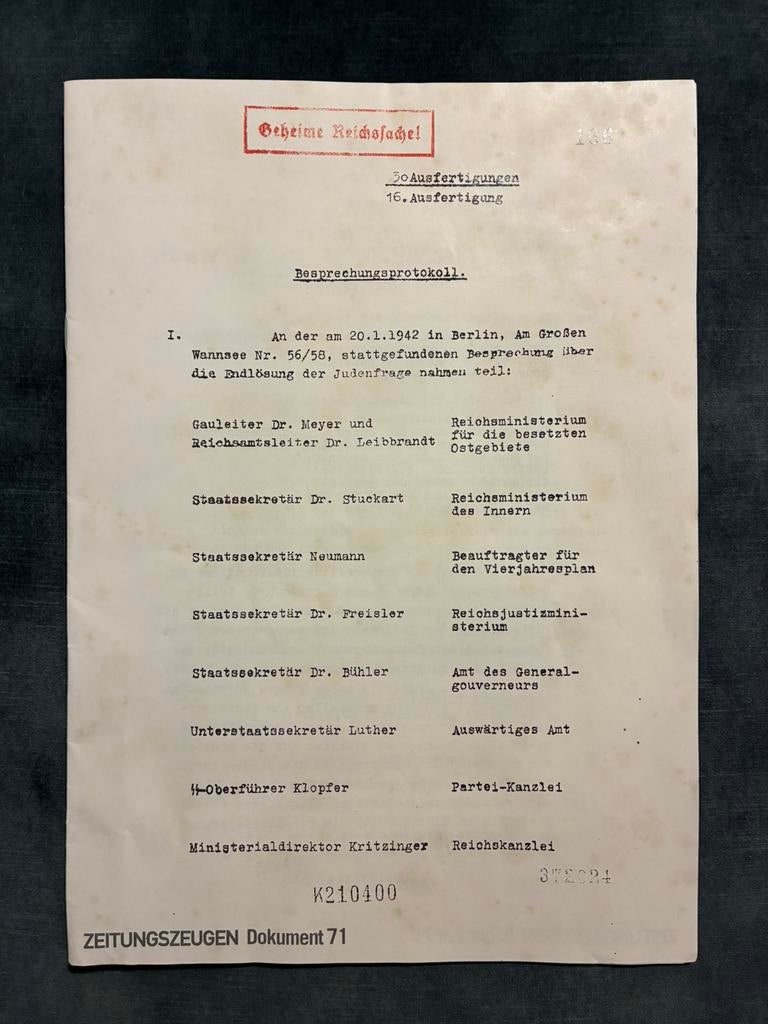 Geheime Reichssache!
30 Ausfertigungen
16. Ausfertigung
Besprechungsprotokoll.
I. An der am 20.1.1942 in Berlin, Am Großen
Wannsee Nr. 56/58, stattgefundenen Besprechung über
die Endlösung der Judenfrage nahmen teil:
Gauleiter Dr. Meyer und Reichsministerium
Reichsamtsleiter Dr. Leibbrandt für die besetzten
Ostgebiete
Staatssekretär Dr. Stuckart Reichsministerium
des Innern
Staatssekretär Neumann Beauftragter für
den Vierjahresplan
Staatssekretär Dr. Freisler Reichsjustizmini-
sterium
Staatssekretär Dr. Bühler Amt des General-
gouverneurs
Unterstaatssekretär Luther Auswärtiges Amt
SS-Oberführer Klopfer Partei-Kanzlei
Ministerialdirektor Kritzinger Reichskanzlei
K210400
ZEITUNGSZEUGEN Dokument 71